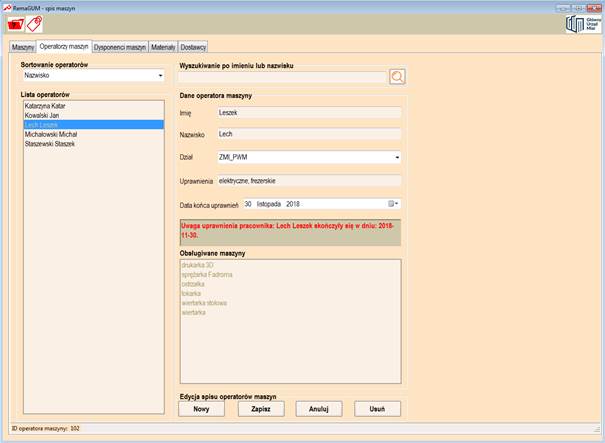 RemaGUM - spis maszyn
Główny
Urząd
Miar
Maszyny Operatorzy maszyn Dysponenci maszyn Materiały Dostawcy
Sortowanie operatorów
Nazwisko
Lista operatorów
Katarzyna Katar
Kowalski Jan
Lech Leszek
Michałowski Michał
Staszewski Staszek
Wyszukiwanie po imieniu lub nazwisku
Dane operatora maszyny
Imię Leszek
Nazwisko Lech
Dział ZMI_PWM
Uprawnienia elektryczne, frezerskie
Data końca uprawnień 30 listopada 2018
Uwaga uprawnienia pracownika: Lech Leszek skończyły się w dniu: 2018-
11-30.
Obsługiwane maszyny
drukarka 3D
sprężarka Fadroma
ostrzałka
tokarka
wiertarka stołowa
wiertarka
Edycja spisu operatorów maszyn
Nowy Zapisz Anuluj Usuń
ID operatora maszyny: 102